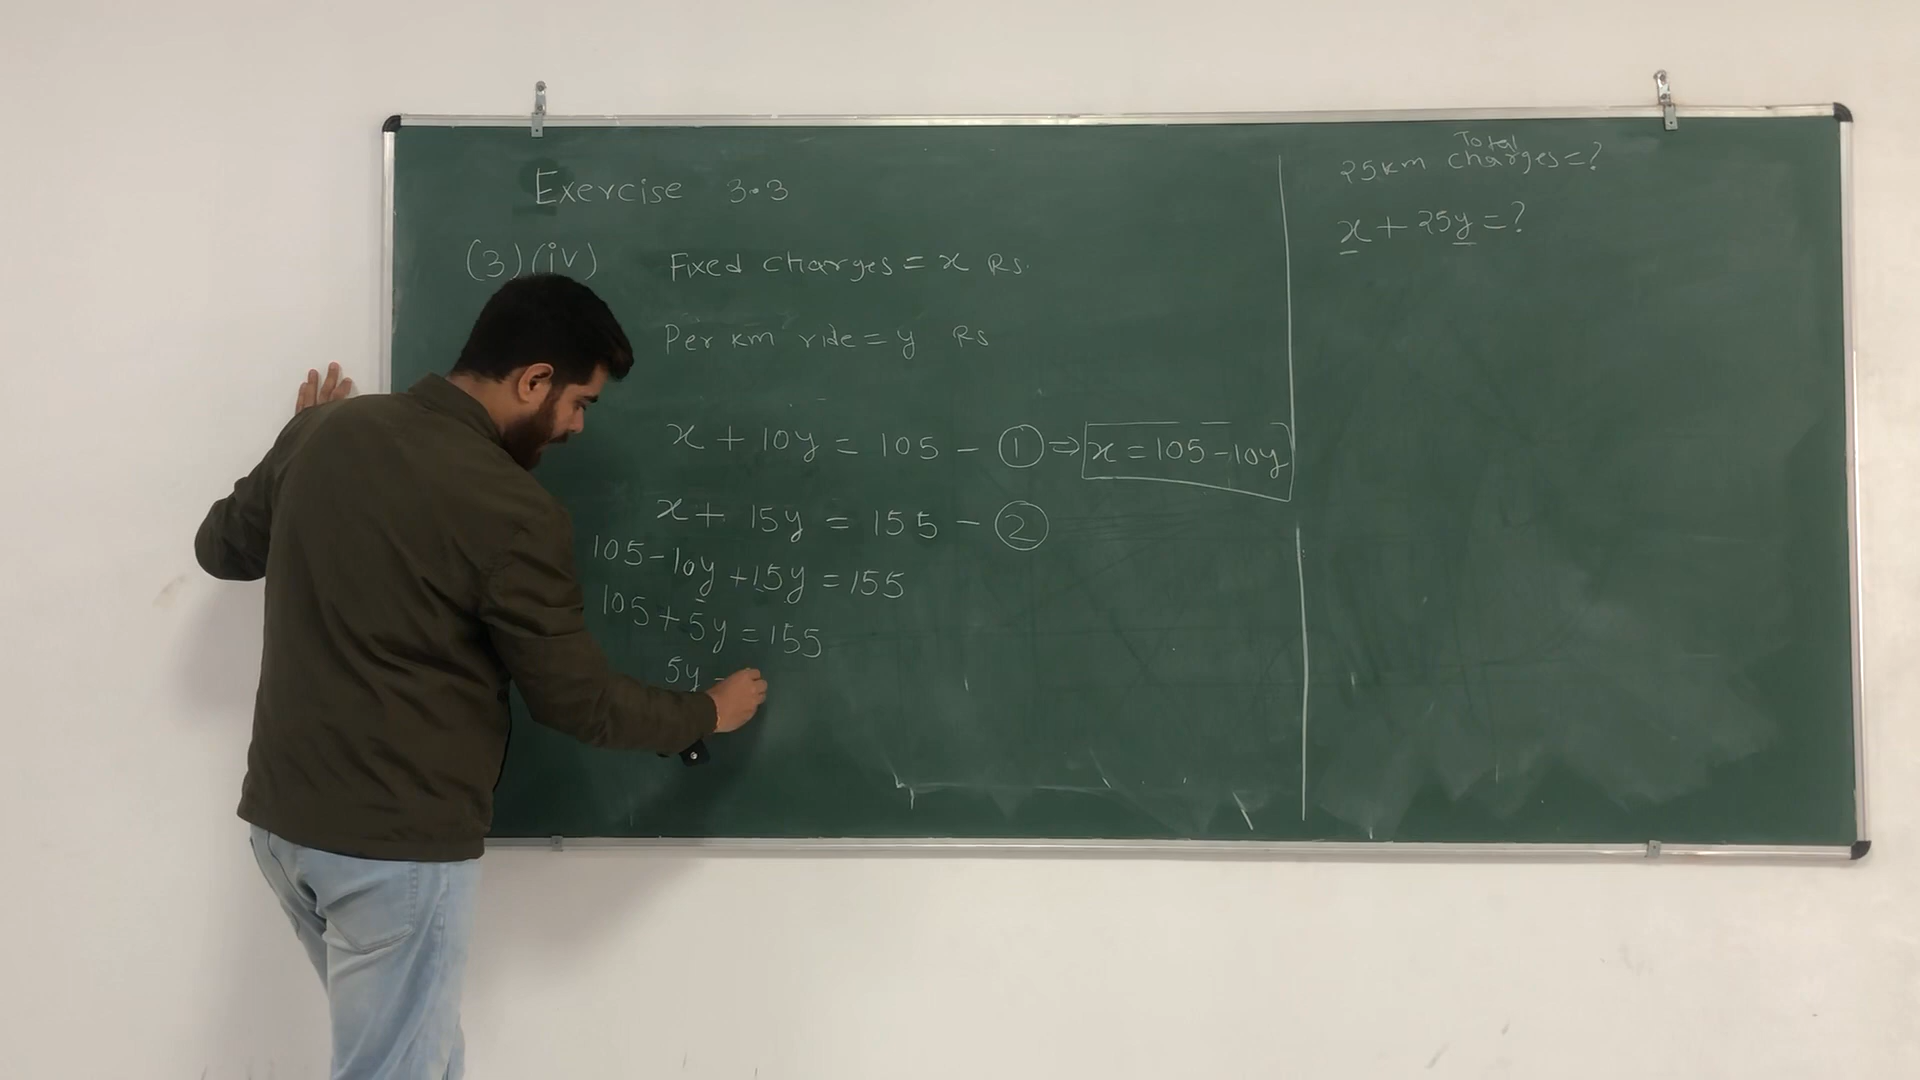 Exercise 3.3
(3)(iv) Fixed charges = x Rs.
Per km ride = y Rs
x + 10y = 105 - ① ⇒ x = 105 - 10y
x + 15y = 155 - ②
105 - 10y + 15y = 155
105 + 5y = 155
5y -
25km Total charges = ?
x + 25y = ?